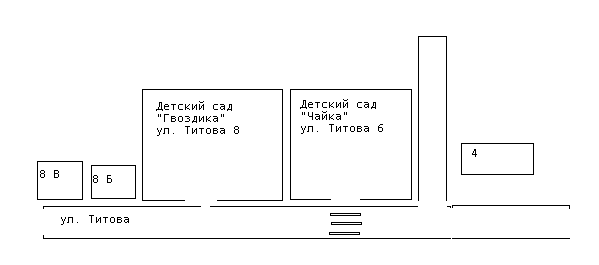 Детский сад
"Гвоздика"
ул. Титова 8
Детский сад
"Чайка"
ул. Титова 6
4
8 В
8 Б
ул. Титова